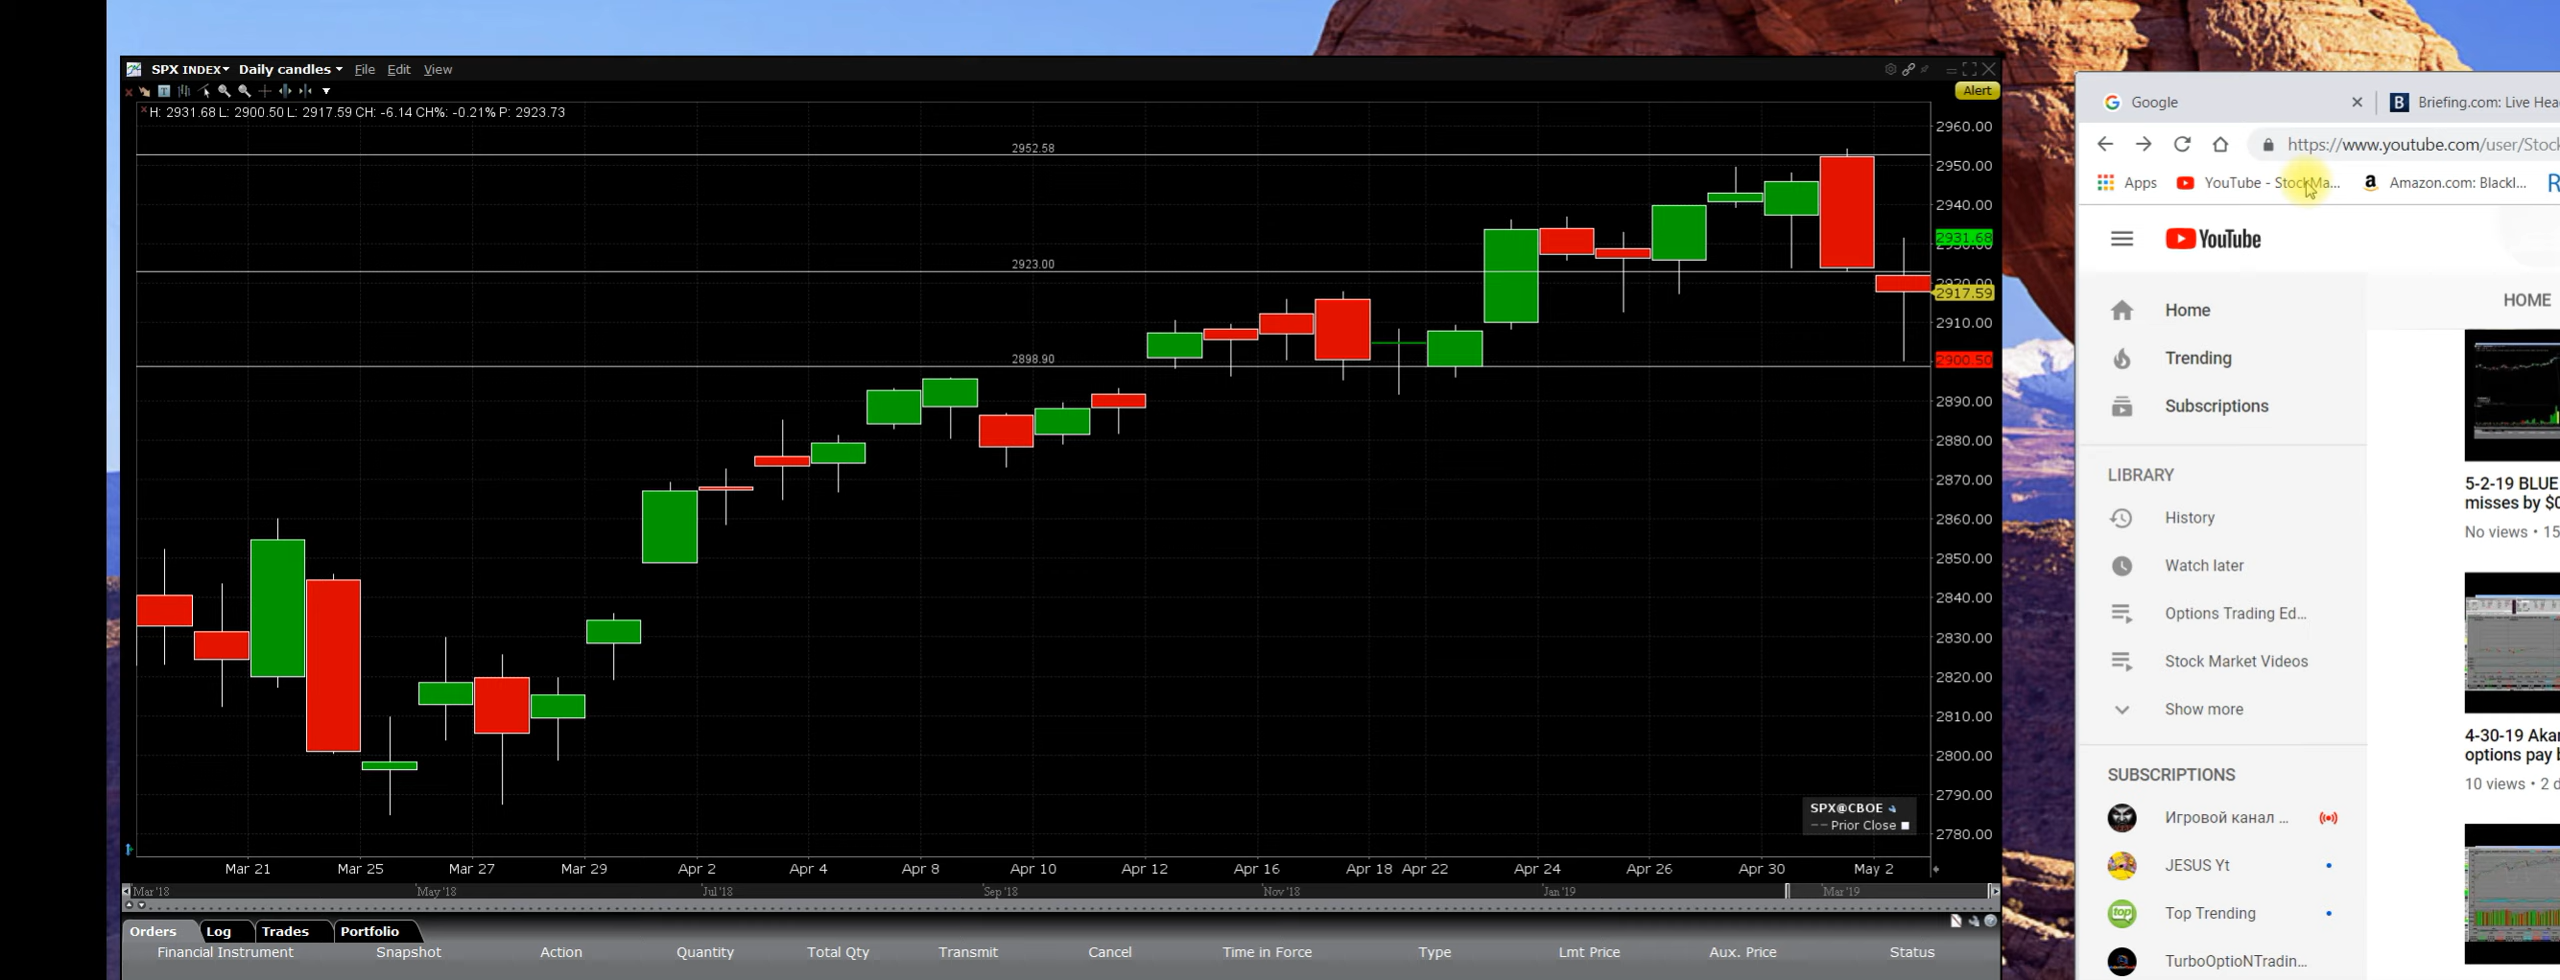 SPX INDEX Daily candles File Edit View
Alert
H: 2931.68 L: 2900.50 L: 2917.59 CH: -6.14 CH%: -0.21% P: 2923.73
2952.58
2923.00
2898.90
2960.00
2950.00
2940.00
2931.68
2930.00
2920.00
2917.59
2910.00
2900.50
2890.00
2880.00
2870.00
2860.00
2850.00
2840.00
2830.00
2820.00
2810.00
2800.00
2790.00
2780.00
SPX@CBOE
Prior Close
Mar 21 Mar 25 Mar 27 Mar 29 Apr 2 Apr 4 Apr 8 Apr 10 Apr 12 Apr 16 Apr 18 Apr 22 Apr 24 Apr 26 Apr 30 May 2
Mar '18 May '18 Jul '18 Sep '18 Nov '18 Jan '19 Mar '19
Orders Log Trades Portfolio
Financial Instrument Snapshot Action Quantity Total Qty Transmit Cancel Time in Force Type Lmt Price Aux. Price Status
Google Briefing.com: Live Hea
https://www.youtube.com/user/Stock
Apps YouTube - StockMa... Amazon.com: Blackl... R
YouTube
Home
Trending
Subscriptions
LIBRARY
History
Watch later
Options Trading Ed...
Stock Market Videos
Show more
SUBSCRIPTIONS
Игровой канал ...
JESUS Yt
Top Trending
TurboOptioNTradin...
HOME
5-2-19 BLUE
misses by $0
No views • 15
4-30-19 Akam
options pay b
10 views • 2 d